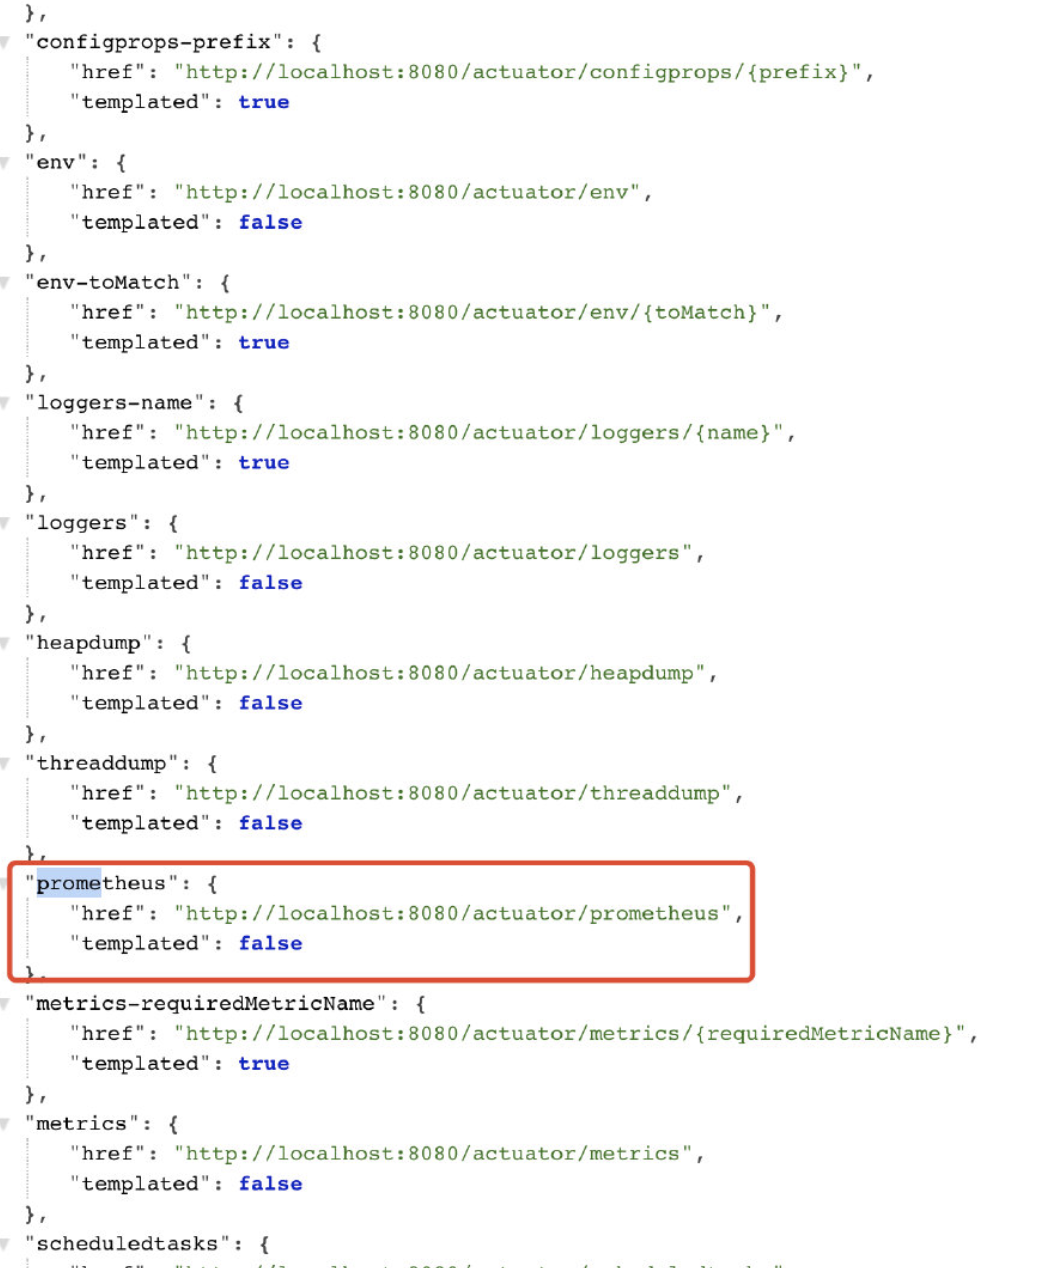 },
"configprops-prefix": {
"href": "http://localhost:8080/actuator/configprops/{prefix}",
"templated": true
},
"env": {
"href": "http://localhost:8080/actuator/env",
"templated": false
},
"env-toMatch": {
"href": "http://localhost:8080/actuator/env/{toMatch}",
"templated": true
},
"loggers-name": {
"href": "http://localhost:8080/actuator/loggers/{name}",
"templated": true
},
"loggers": {
"href": "http://localhost:8080/actuator/loggers",
"templated": false
},
"heapdump": {
"href": "http://localhost:8080/actuator/heapdump",
"templated": false
},
"threaddump": {
"href": "http://localhost:8080/actuator/threaddump",
"templated": false
},
"prometheus": {
"href": "http://localhost:8080/actuator/prometheus",
"templated": false
},
"metrics-requiredMetricName": {
"href": "http://localhost:8080/actuator/metrics/{requiredMetricName}",
"templated": true
},
"metrics": {
"href": "http://localhost:8080/actuator/metrics",
"templated": false
},
"scheduledtasks": {